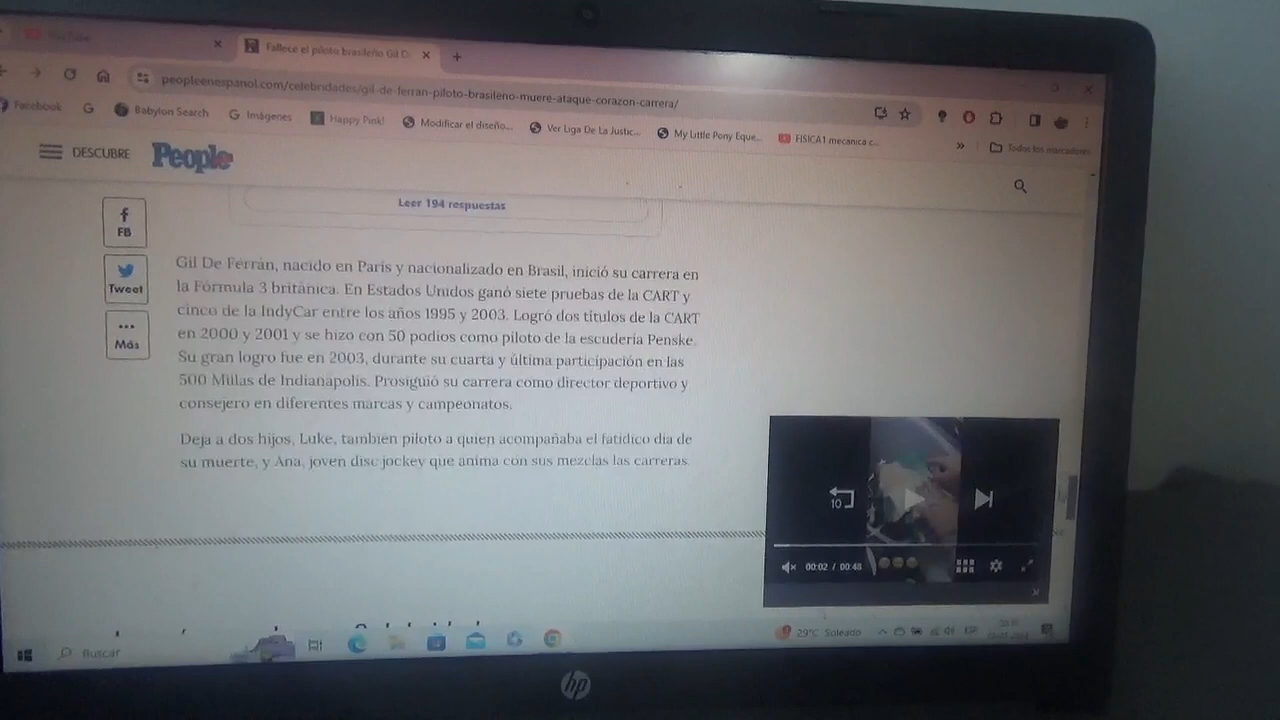 YouTube
Fallece el piloto brasileño Gil D
peopleenespanol.com/celebridades/gil-de-ferran-piloto-brasileno-muere-ataque-corazon-carrera/
Facebook
G
Babylon Search
G Imágenes
Happy Pink!
Modificar el diseño...
Ver Liga De La Justic...
My Little Pony Eque...
FISICA1 mecanica c...
»
Todos los marcadores
DESCUBRE
People
Leer 194 respuestas
f
FB
Tweet
Más
Gil De Ferran, nacido en París y nacionalizado en Brasil, inició su carrera en
la Fórmula 3 británica. En Estados Unidos ganó siete pruebas de la CART y
cinco de la IndyCar entre los años 1995 y 2003. Logró dos títulos de la CART
en 2000 y 2001 y se hizo con 50 podios como piloto de la escudería Penske.
Su gran logro fue en 2003, durante su cuarta y última participación en las
500 Millas de Indianápolis. Prosiguió su carrera como director deportivo y
consejero en diferentes marcas y campeonatos.
Deja a dos hijos, Luke, también piloto a quien acompañaba el fatídico día de
su muerte, y Ana, joven disc jockey que anima con sus mezclas las carreras.
10
00:02 / 00:48
Buscar
29°C Soleado
ESP
hp